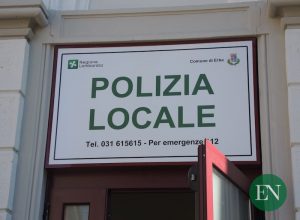 Regione Lombardia
Comune di Erba
POLIZIA
LOCALE
Tel. 031 615615 - Per emergenze 112
EN